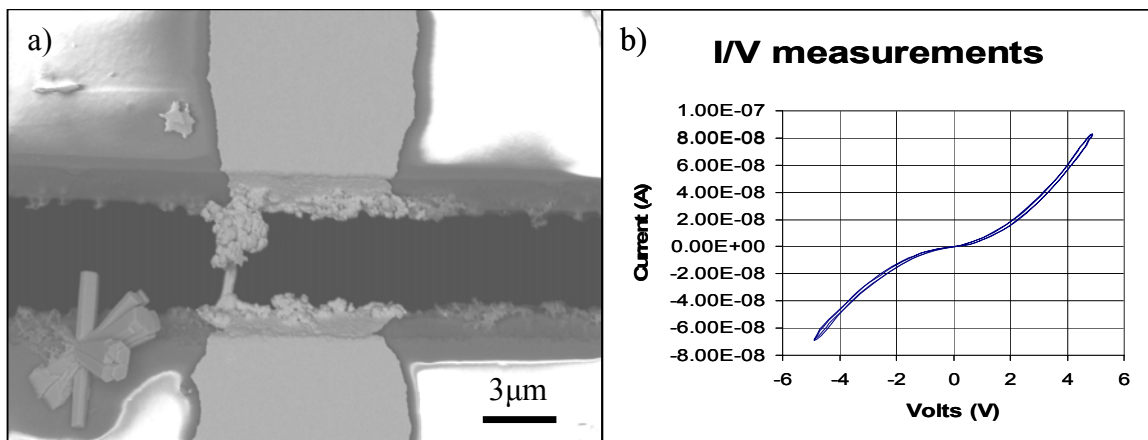 a)
3μm
b)
I/V measurements
Current (A)
1.00E-07
8.00E-08
6.00E-08
4.00E-08
2.00E-08
0.00E+00
-2.00E-08
-4.00E-08
-6.00E-08
-8.00E-08
-6 -4 -2 0 2 4 6
Volts (V)